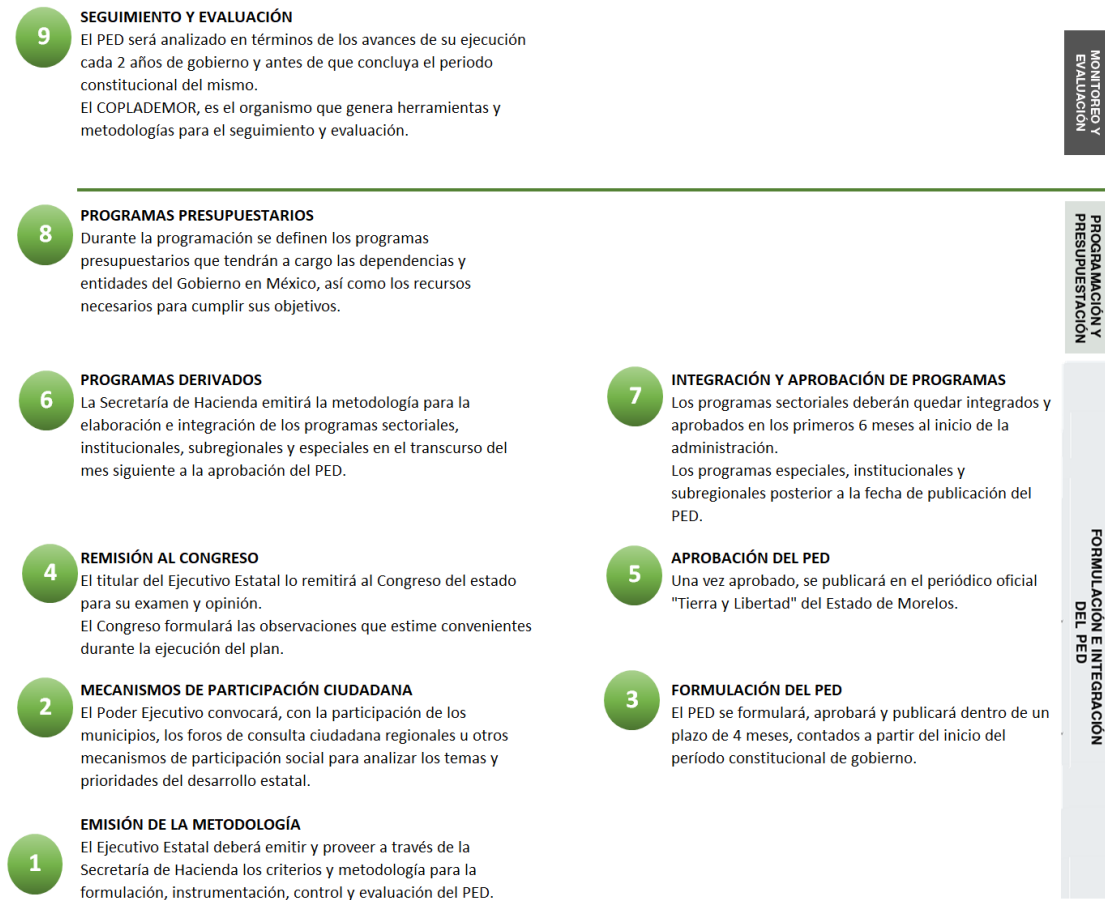 9
SEGUIMIENTO Y EVALUACIÓN
El PED será analizado en términos de los avances de su ejecución
cada 2 años de gobierno y antes de que concluya el periodo
constitucional del mismo.
El COPLADEMOR, es el organismo que genera herramientas y
metodologías para el seguimiento y evaluación.
MONITOREO Y
EVALUACIÓN
8
PROGRAMAS PRESUPUESTARIOS
Durante la programación se definen los programas
presupuestarios que tendrán a cargo las dependencias y
entidades del Gobierno en México, así como los recursos
necesarios para cumplir sus objetivos.
PROGRAMACIÓN Y
PRESUPUESTACIÓN
6
PROGRAMAS DERIVADOS
La Secretaría de Hacienda emitirá la metodología para la
elaboración e integración de los programas sectoriales,
institucionales, subregionales y especiales en el transcurso del
mes siguiente a la aprobación del PED.
7
INTEGRACIÓN Y APROBACIÓN DE PROGRAMAS
Los programas sectoriales deberán quedar integrados y
aprobados en los primeros 6 meses al inicio de la
administración.
Los programas especiales, institucionales y
subregionales posterior a la fecha de publicación del
PED.
4
REMISIÓN AL CONGRESO
El titular del Ejecutivo Estatal lo remitirá al Congreso del estado
para su examen y opinión.
El Congreso formulará las observaciones que estime convenientes
durante la ejecución del plan.
5
APROBACIÓN DEL PED
Una vez aprobado, se publicará en el periódico oficial
"Tierra y Libertad" del Estado de Morelos.
FORMULACIÓN E INTEGRACIÓN
DEL PED
2
MECANISMOS DE PARTICIPACIÓN CIUDADANA
El Poder Ejecutivo convocará, con la participación de los
municipios, los foros de consulta ciudadana regionales u otros
mecanismos de participación social para analizar los temas y
prioridades del desarrollo estatal.
3
FORMULACIÓN DEL PED
El PED se formulará, aprobará y publicará dentro de un
plazo de 4 meses, contados a partir del inicio del
período constitucional de gobierno.
1
EMISIÓN DE LA METODOLOGÍA
El Ejecutivo Estatal deberá emitir y proveer a través de la
Secretaría de Hacienda los criterios y metodología para la
formulación, instrumentación, control y evaluación del PED.